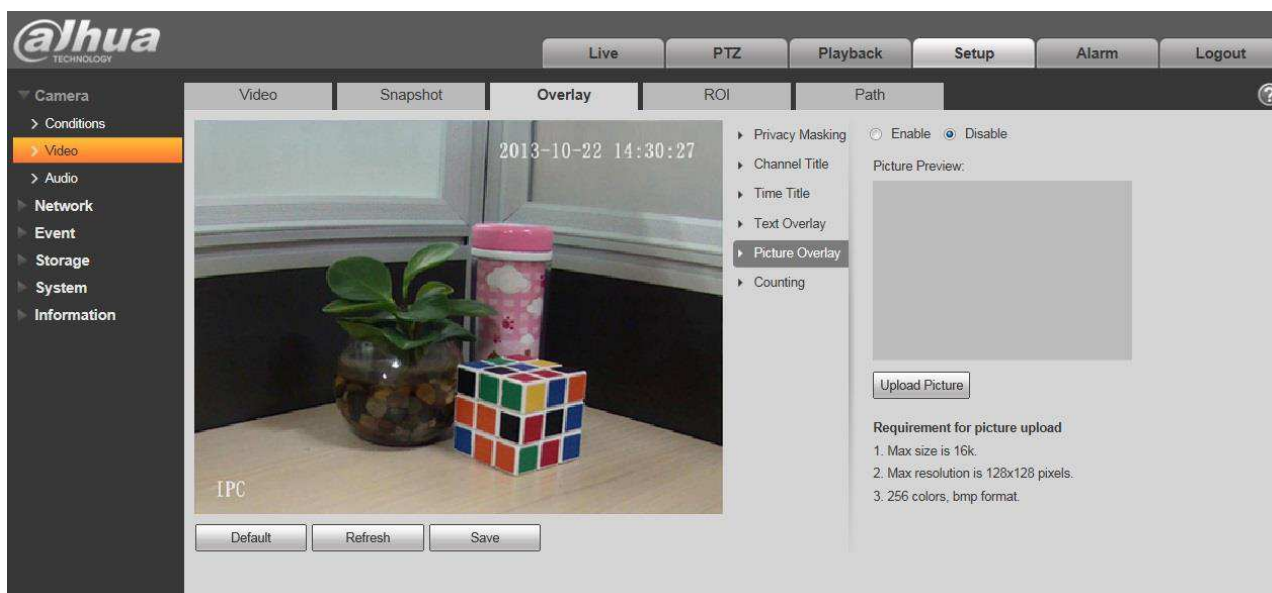 alhua
TECHNOLOGY
Live
PTZ
Playback
Setup
Alarm
Logout
Camera
Conditions
Video
Audio
Network
Event
Storage
System
Information
Video
Snapshot
Overlay
ROI
Path
?
2013-10-22 14:30:27
IPC
Default
Refresh
Save
Privacy Masking
Channel Title
Time Title
Text Overlay
Picture Overlay
Counting
Enable
Disable
Picture Preview:
Upload Picture
Requirement for picture upload
1. Max size is 16k.
2. Max resolution is 128x128 pixels.
3. 256 colors, bmp format.